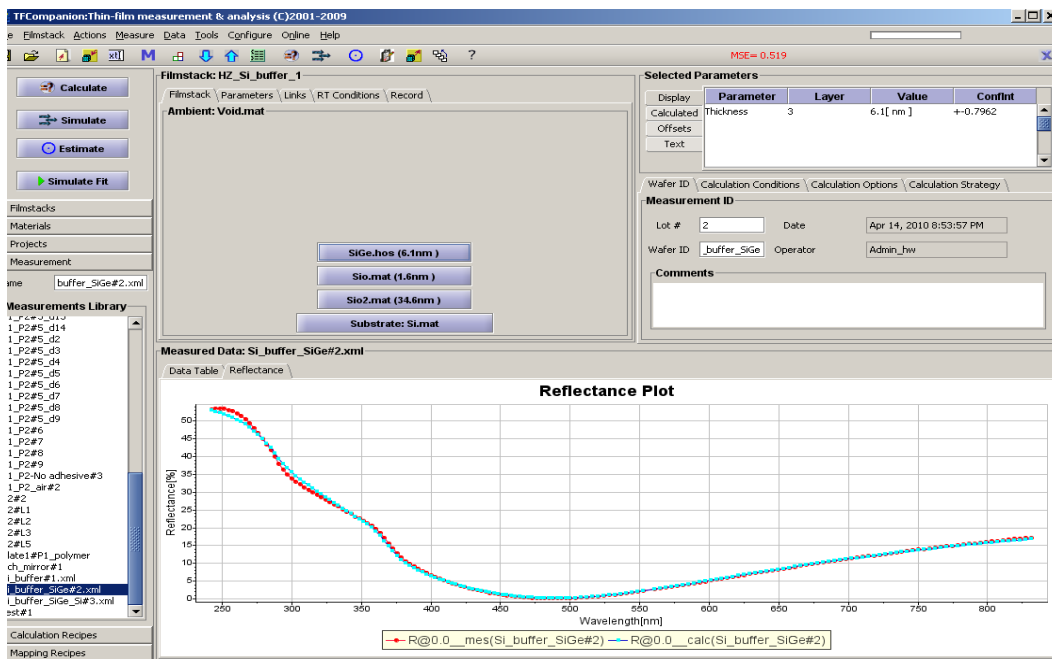 TFCompanion:Thin-film measurement & analysis (C)2001-2009
e Filmstack Actions Measure Data Tools Configure Online Help
xtl M ? MSE= 0.519
Calculate
Simulate
Estimate
Simulate Fit
Filmstacks
Materials
Projects
Measurement
ame buffer_SiGe#2.xml
Measurements Library
1_P2#5_d13
1_P2#5_d14
1_P2#5_d2
1_P2#5_d3
1_P2#5_d4
1_P2#5_d5
1_P2#5_d6
1_P2#5_d7
1_P2#5_d8
1_P2#5_d9
1_P2#6
1_P2#7
1_P2#8
1_P2#9
1_P2-No adhesive#3
1_P2_air#2
2#2
2#L1
2#L2
2#L3
2#L5
late1#P1_polymer
ch_mirror#1
i_buffer#1.xml
i_buffer_SiGe#2.xml
i_buffer_SiGe_Si#3.xml
est#1
Calculation Recipes
Mapping Recipes
Filmstack: HZ_Si_buffer_1
Filmstack Parameters Links RT Conditions Record
Ambient: Void.mat
SiGe.hos (6.1nm )
Sio.mat (1.6nm )
Sio2.mat (34.6nm )
Substrate: Si.mat
Selected Parameters
Display
Calculated
Offsets
Text
Parameter Layer Value ConfInt
Thickness 3 6.1[ nm ] +-0.7962
Wafer ID Calculation Conditions Calculation Options Calculation Strategy
Measurement ID
Lot # 2 Date Apr 14, 2010 8:53:57 PM
Wafer ID _buffer_SiGe Operator Admin_hw
Comments
Measured Data: Si_buffer_SiGe#2.xml
Data Table Reflectance
Reflectance Plot
Reflectance[%]
50
45
40
35
30
25
20
15
10
5
0
250 300 350 400 450 500 550 600 650 700 750 800
Wavelength[nm]
R@0.0__mes(Si_buffer_SiGe#2) R@0.0__calc(Si_buffer_SiGe#2)